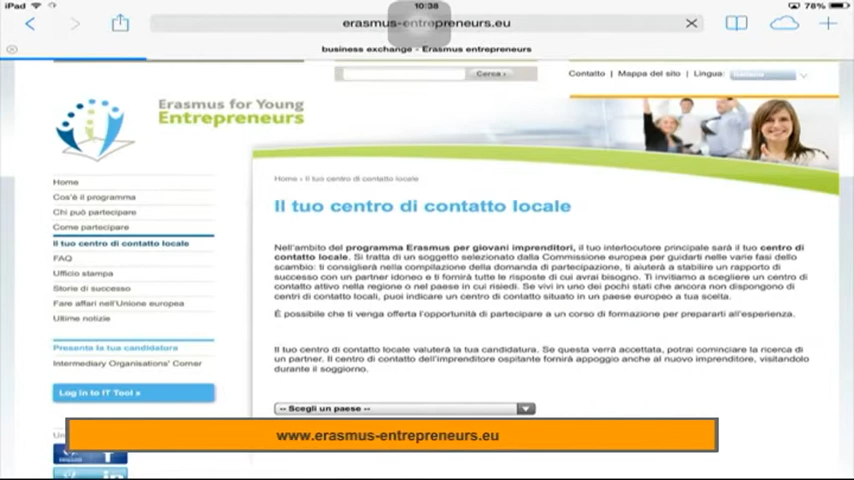 iPad
10:38
78%
erasmus-entrepreneurs.eu
business exchange - Erasmus entrepreneurs
Cerca ›
Contatto | Mappa del sito | Lingua:
Erasmus for Young
Entrepreneurs
Home
Cos'è il programma
Chi può partecipare
Come partecipare
Il tuo centro di contatto locale
FAQ
Ufficio stampa
Storie di successo
Fare affari nell'Unione europea
Ultime notizie
Presenta la tua candidatura
Intermediary Organisations' Corner
Log in to IT Tool »
Home › Il tuo centro di contatto locale
Il tuo centro di contatto locale
Nell'ambito del programma Erasmus per giovani imprenditori, il tuo interlocutore principale sarà il tuo centro di
contatto locale. Si tratta di un soggetto selezionato dalla Commissione europea per guidarti nelle varie fasi dello
scambio: ti consiglierà nella compilazione della domanda di partecipazione, ti aiuterà a stabilire un rapporto di
successo con un partner idoneo e ti fornirà tutte le risposte di cui avrai bisogno. Ti invitiamo a scegliere un centro di
contatto attivo nella regione o nel paese in cui risiedi. Se vivi in uno dei pochi stati che ancora non dispongono di
centri di contatto locali, puoi indicare un centro di contatto situato in un paese europeo a tua scelta.
È possibile che ti venga offerta l'opportunità di partecipare a un corso di formazione per prepararti all'esperienza.
Il tuo centro di contatto locale valuterà la tua candidatura. Se questa verrà accettata, potrai cominciare la ricerca di
un partner. Il centro di contatto dell'imprenditore ospitante fornirà appoggio anche al nuovo imprenditore, visitandolo
durante il soggiorno.
-- Scegli un paese --
www.erasmus-entrepreneurs.eu